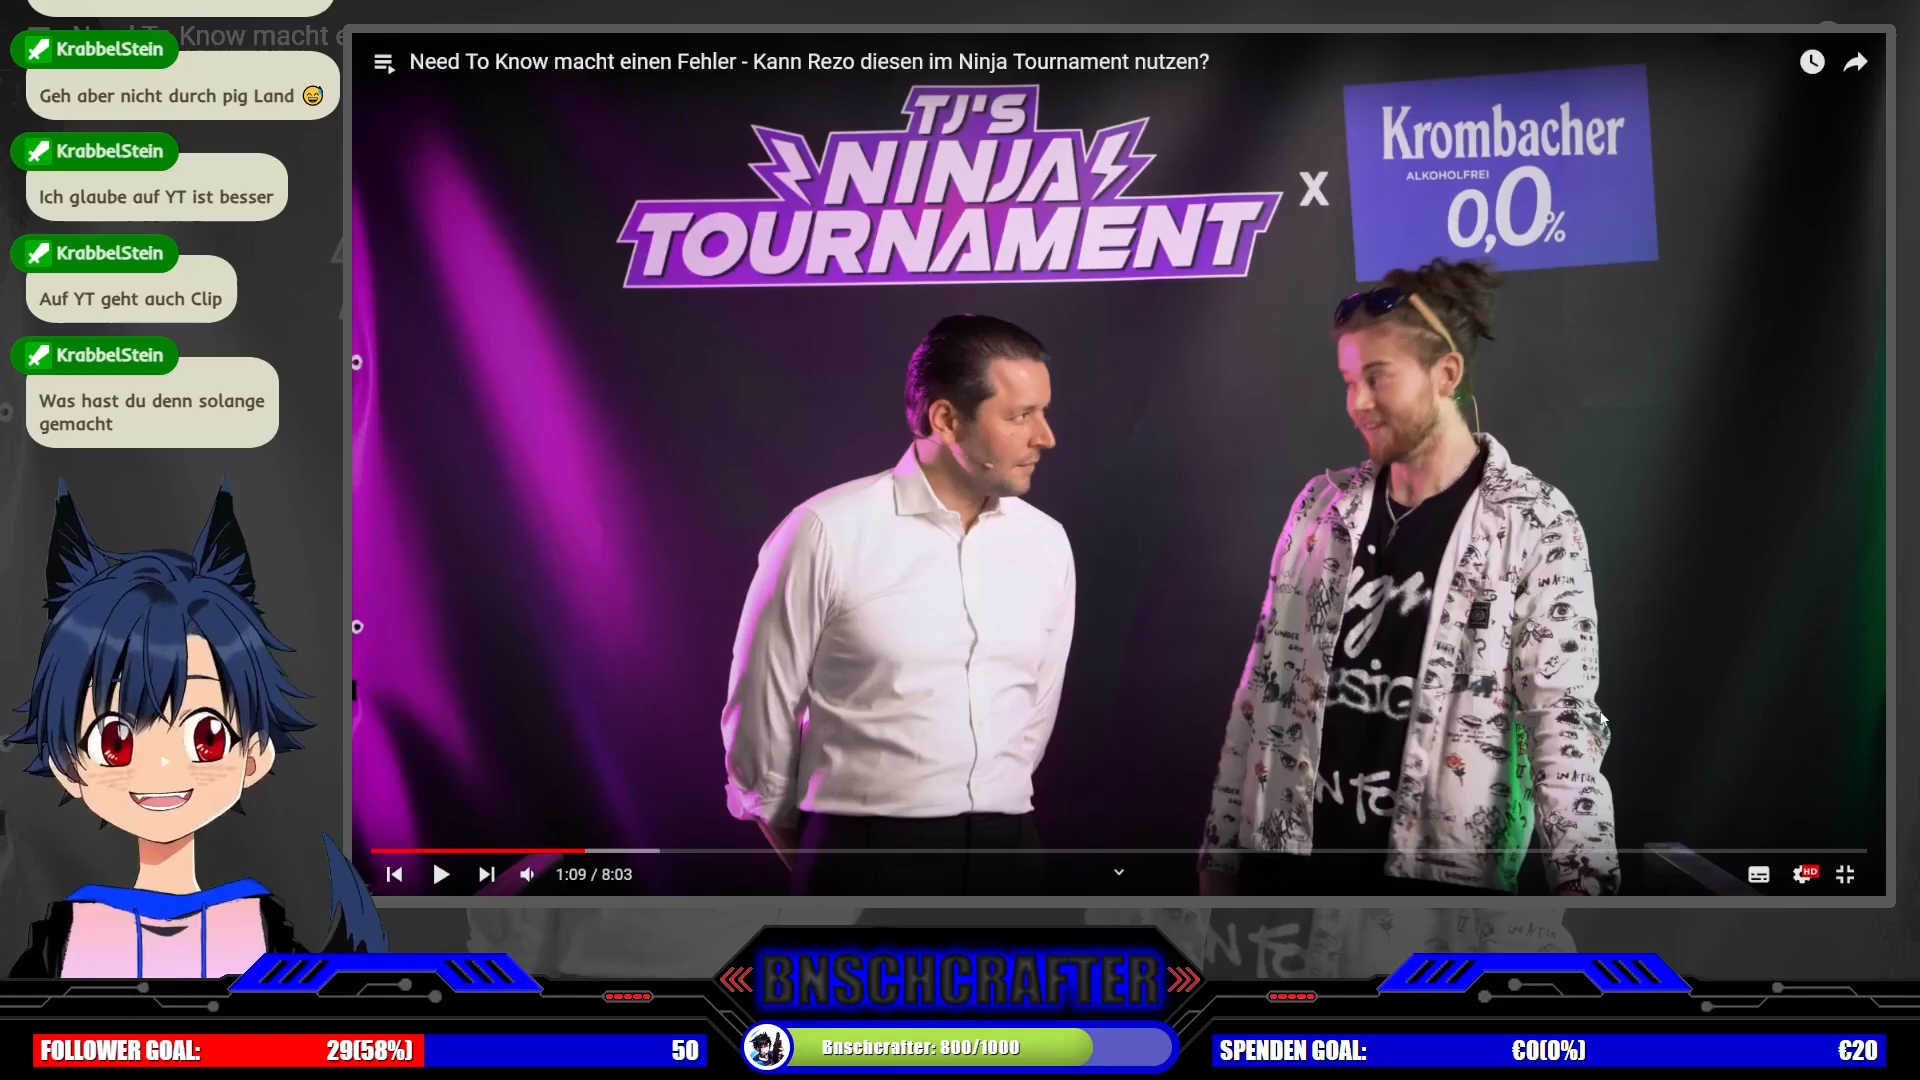 KrabbelStein
Geh aber nicht durch pig Land 😅
KrabbelStein
Ich glaube auf YT ist besser
KrabbelStein
Auf YT geht auch Clip
KrabbelStein
Was hast du denn solange
gemacht
Need To Know macht einen Fehler - Kann Rezo diesen im Ninja Tournament nutzen?
TJ'S
NINJA
TOURNAMENT
X
Krombacher
ALKOHOLFREI
0,0%
1:09 / 8:03
HD
BNSCHCRAFTER
FOLLOWER GOAL: 29(58%) 50
Bnschcrafter: 800/1000
SPENDEN GOAL: €0(0%) €20